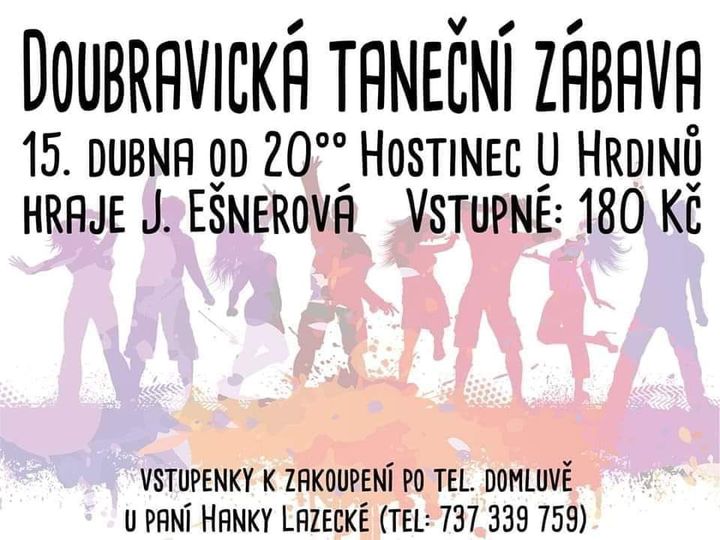 Doubravická taneční zábava
15. dubna od 20°° Hostinec U Hrdinů
hraje J. Ešnerová Vstupné: 180 Kč
vstupenky k zakoupení po tel. domluvě
u paní Hanky Lazecké (tel: 737 339 759)